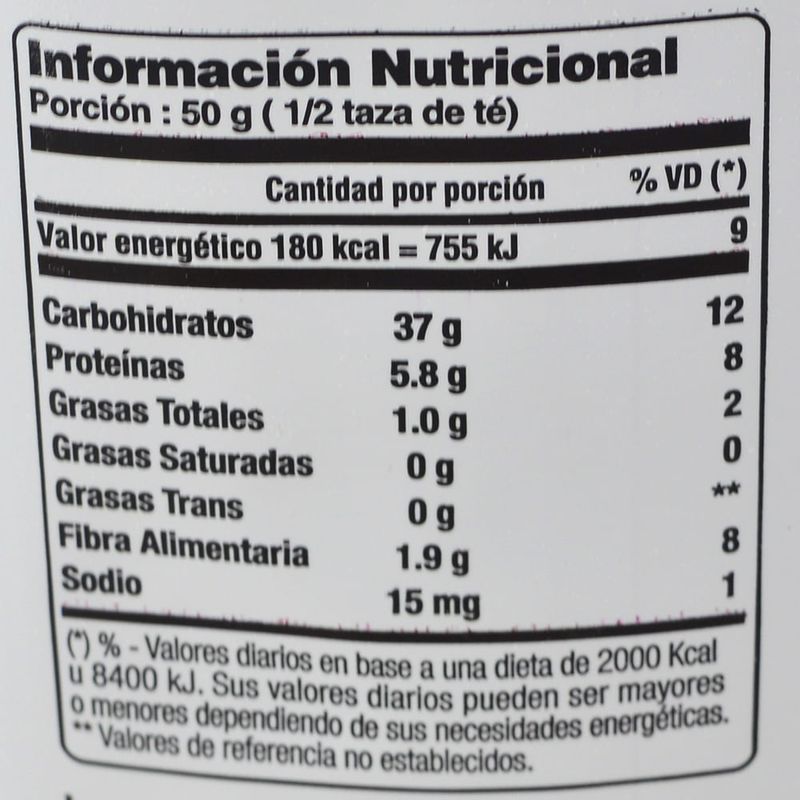 Información Nutricional
Porción : 50 g ( 1/2 taza de té)
Cantidad por porción % VD (*)
Valor energético 180 kcal = 755 kJ 9
Carbohidratos 37 g 12
Proteínas 5.8 g 8
Grasas Totales 1.0 g 2
Grasas Saturadas 0 g 0
Grasas Trans 0 g **
Fibra Alimentaria 1.9 g 8
Sodio 15 mg 1
(*) % - Valores diarios en base a una dieta de 2000 Kcal
u 8400 kJ. Sus valores diarios pueden ser mayores
o menores dependiendo de sus necesidades energéticas.
** Valores de referencia no establecidos.